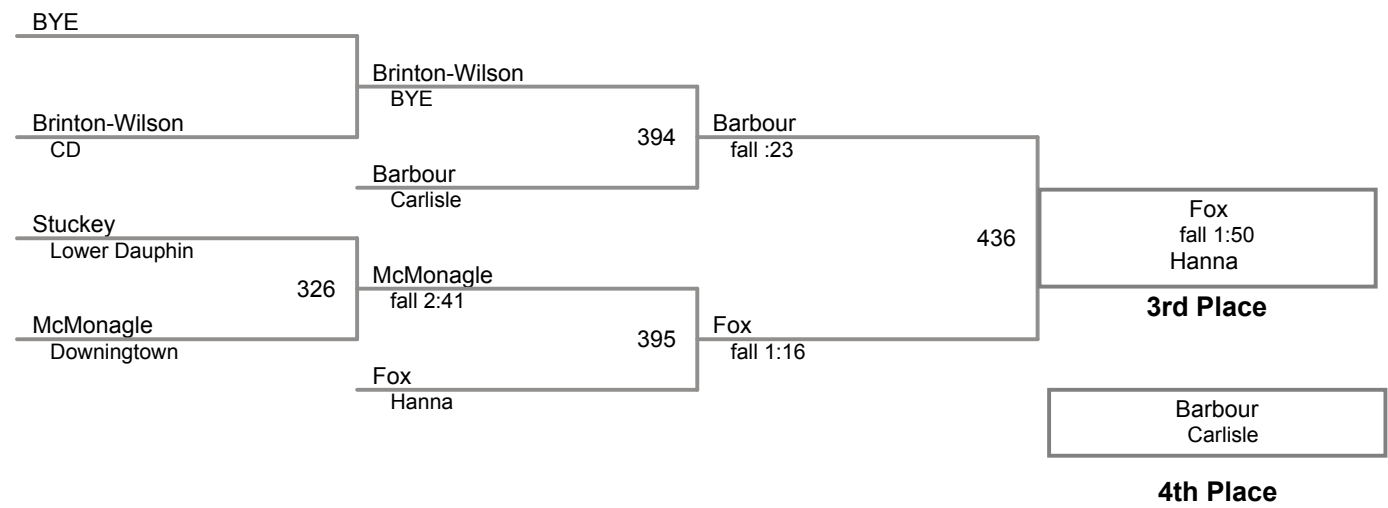 BYE
Brinton-Wilson
CD
Stuckey
Lower Dauphin
326
McMonagle
Downingtown
Brinton-Wilson
BYE
394
Barbour
Carlisle
McMonagle
fall 2:41
395
Fox
Hanna
Barbour
fall :23
436
Fox
fall 1:16
Fox
fall 1:50
Hanna
3rd Place
Barbour
Carlisle
4th Place